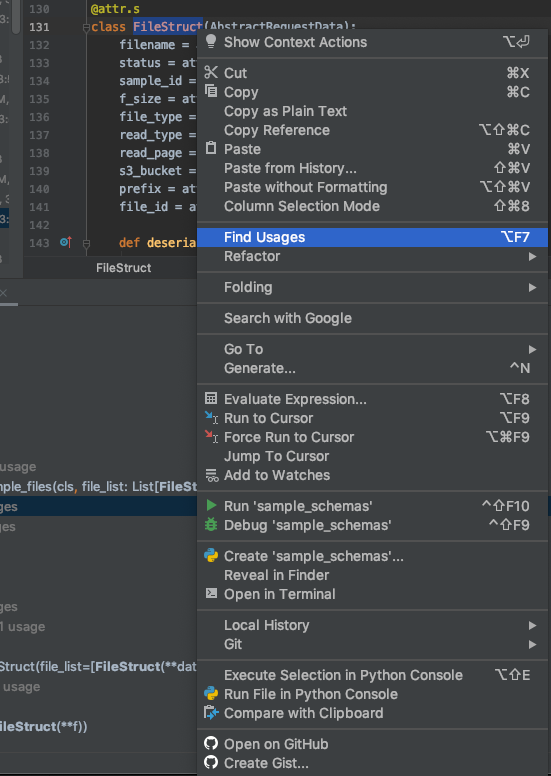 130 @attr.s
131 class FileStruct(AbstractRequestData):
132 filename =
133 status = at
134 sample_id =
135 f_size = at
136 file_type =
137 read_type =
138 read_page =
139 s3_bucket =
140 prefix = at
141 file_id = a
142
143 def deseria
FileStruct
Show Context Actions ⌥⏎
Cut ⌘X
Copy ⌘C
Copy as Plain Text
Copy Reference ⌥⇧⌘C
Paste ⌘V
Paste from History... ⇧⌘V
Paste without Formatting ⌥⇧⌘V
Column Selection Mode ⇧⌘8
Find Usages ⌥F7
Refactor
Folding
Search with Google
Go To
Generate... ^N
Evaluate Expression... ⌥F8
Run to Cursor ⌥F9
Force Run to Cursor ⌥⌘F9
Jump To Cursor
Add to Watches
Run 'sample_schemas' ^⇧F10
Debug 'sample_schemas' ^⇧F9
Create 'sample_schemas'...
Reveal in Finder
Open in Terminal
Local History
Git
Execute Selection in Python Console ⌥⇧E
Run File in Python Console
Compare with Clipboard
Open on GitHub
Create Gist...
usage
nple_files(cls, file_list: List[FileStr
ges
ges
ges
1 usage
Struct(file_list=[FileStruct(**dat
usage
ileStruct(**f))